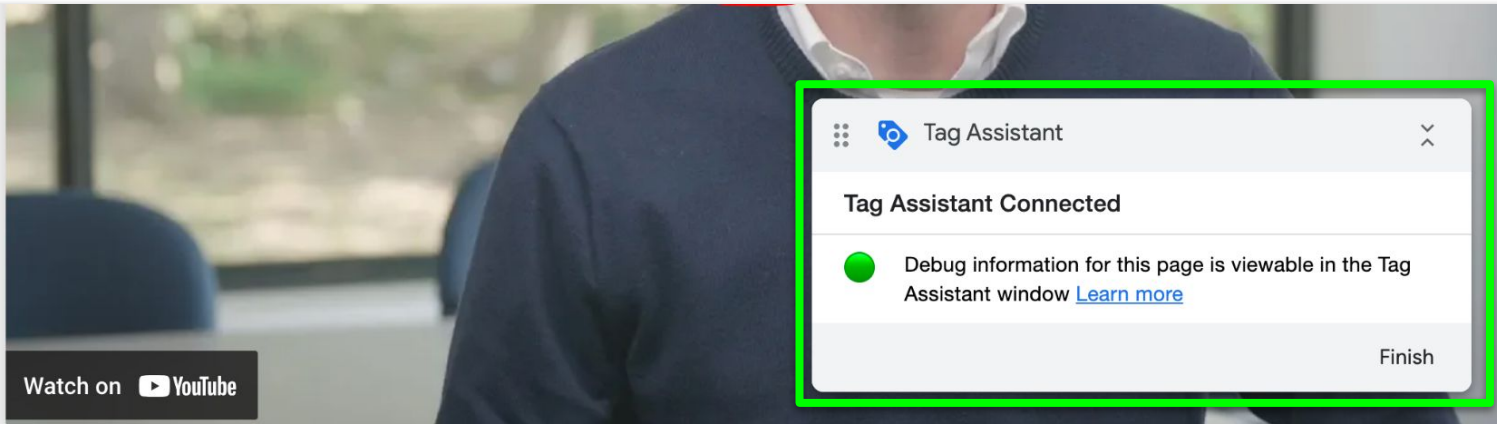 Tag Assistant
Tag Assistant Connected
Debug information for this page is viewable in the Tag
Assistant window Learn more
Finish
Watch on YouTube